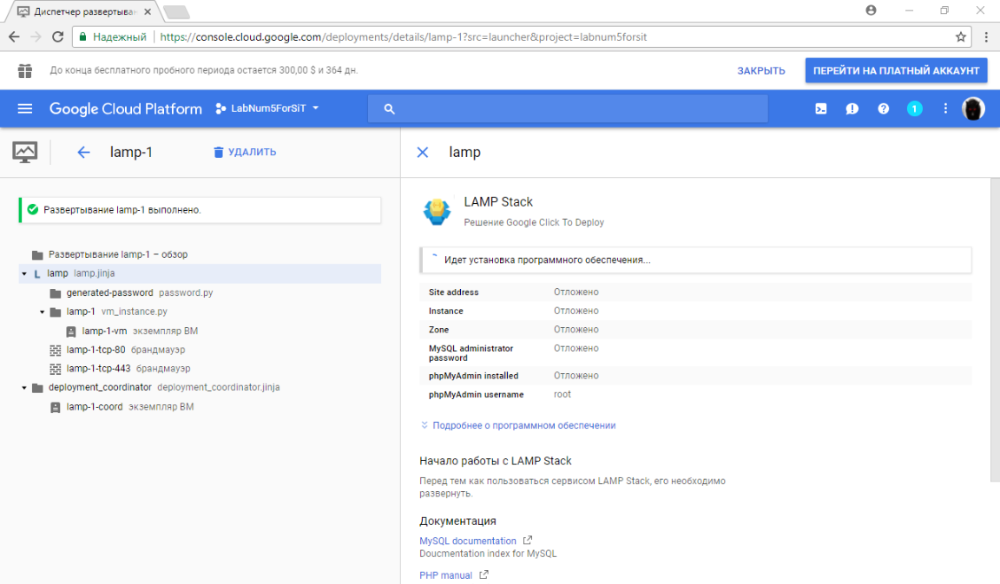 Диспетчер развертыван
Надежный
https://console.cloud.google.com/deployments/details/lamp-1?src=launcher&project=labnum5forsit
До конца бесплатного пробного периода остается 300,00 $ и 364 дн.
ЗАКРЫТЬ
ПЕРЕЙТИ НА ПЛАТНЫЙ АККАУНТ
Google Cloud Platform
LabNum5ForSiT
1
lamp-1
УДАЛИТЬ
Развертывание lamp-1 выполнено.
Развертывание lamp-1 – обзор
L lamp lamp.jinja
generated-password password.py
lamp-1 vm_instance.py
lamp-1-vm экземпляр ВМ
lamp-1-tcp-80 брандмауэр
lamp-1-tcp-443 брандмауэр
deployment_coordinator deployment_coordinator.jinja
lamp-1-coord экземпляр ВМ
lamp
LAMP Stack
Решение Google Click To Deploy
Идет установка программного обеспечения...
Site address Отложено
Instance Отложено
Zone Отложено
MySQL administrator Отложено
password
phpMyAdmin installed Отложено
phpMyAdmin username root
Подробнее о программном обеспечении
Начало работы с LAMP Stack
Перед тем как пользоваться сервисом LAMP Stack, его необходимо
развернуть.
Документация
MySQL documentation
Doucmentation index for MySQL
PHP manual